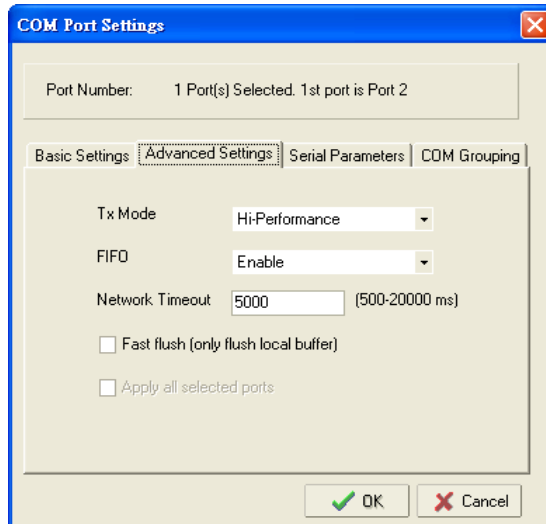 COM Port Settings
Port Number: 1 Port(s) Selected. 1st port is Port 2
Basic Settings Advanced Settings Serial Parameters COM Grouping
Tx Mode Hi-Performance
FIFO Enable
Network Timeout 5000 (500-20000 ms)
Fast flush (only flush local buffer)
Apply all selected ports
OK Cancel